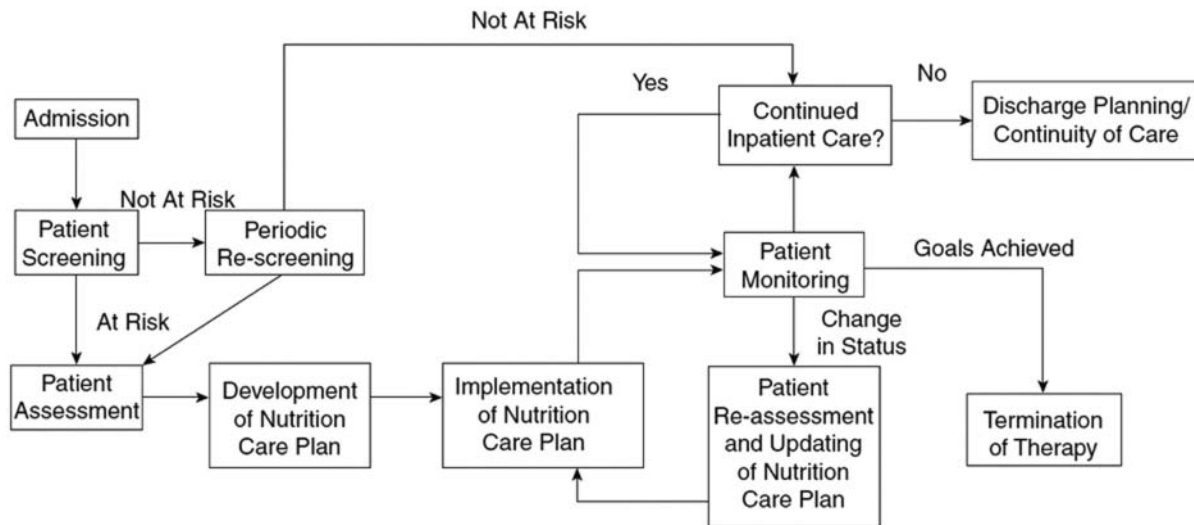 Not At Risk
Yes
No
Admission
Continued
Inpatient Care?
Discharge Planning/
Continuity of Care
Not At Risk
Patient
Screening
Periodic
Re-screening
Patient
Monitoring
Goals Achieved
At Risk
Change
in Status
Patient
Assessment
Development
of Nutrition
Care Plan
Implementation
of Nutrition
Care Plan
Patient
Re-assessment
and Updating
of Nutrition
Care Plan
Termination
of Therapy